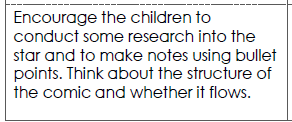 Encourage the children to
conduct some research into the
star and to make notes using bullet
points. Think about the structure of
the comic and whether it flows.